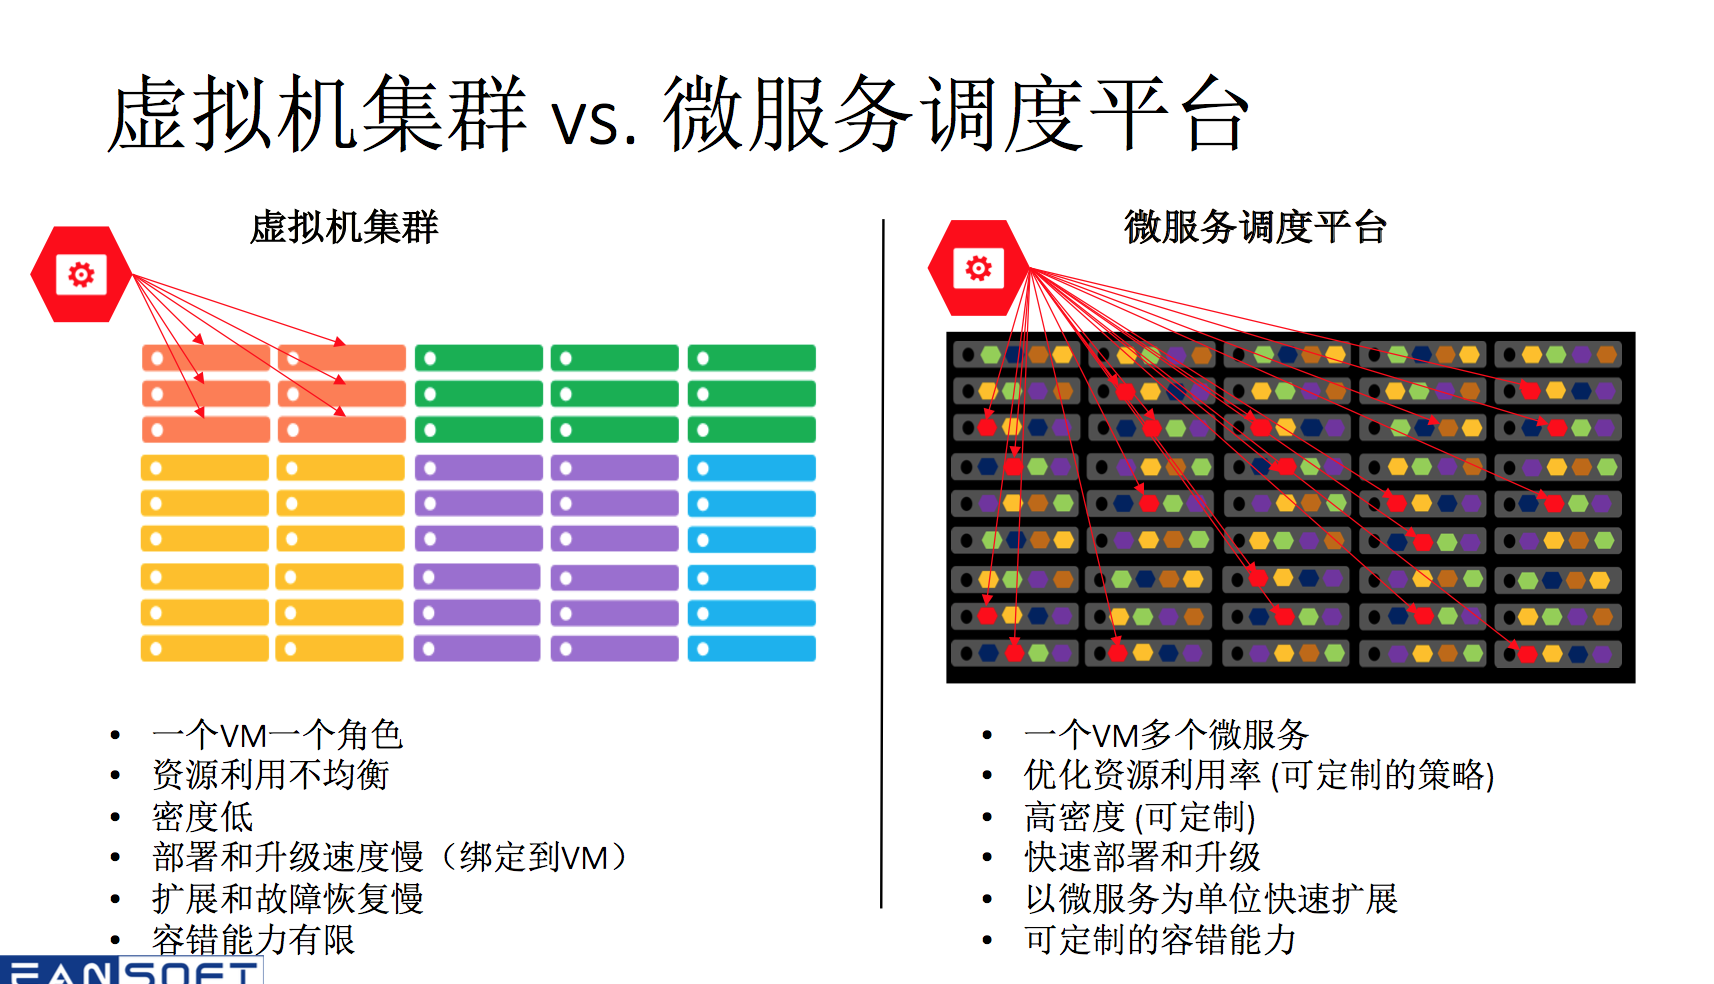 虚拟机集群 vs. 微服务调度平台
虚拟机集群
• 一个VM一个角色
• 资源利用不均衡
• 密度低
• 部署和升级速度慢（绑定到VM）
• 扩展和故障恢复慢
• 容错能力有限
微服务调度平台
• 一个VM多个微服务
• 优化资源利用率 (可定制的策略)
• 高密度 (可定制)
• 快速部署和升级
• 以微服务为单位快速扩展
• 可定制的容错能力
EANSOFT